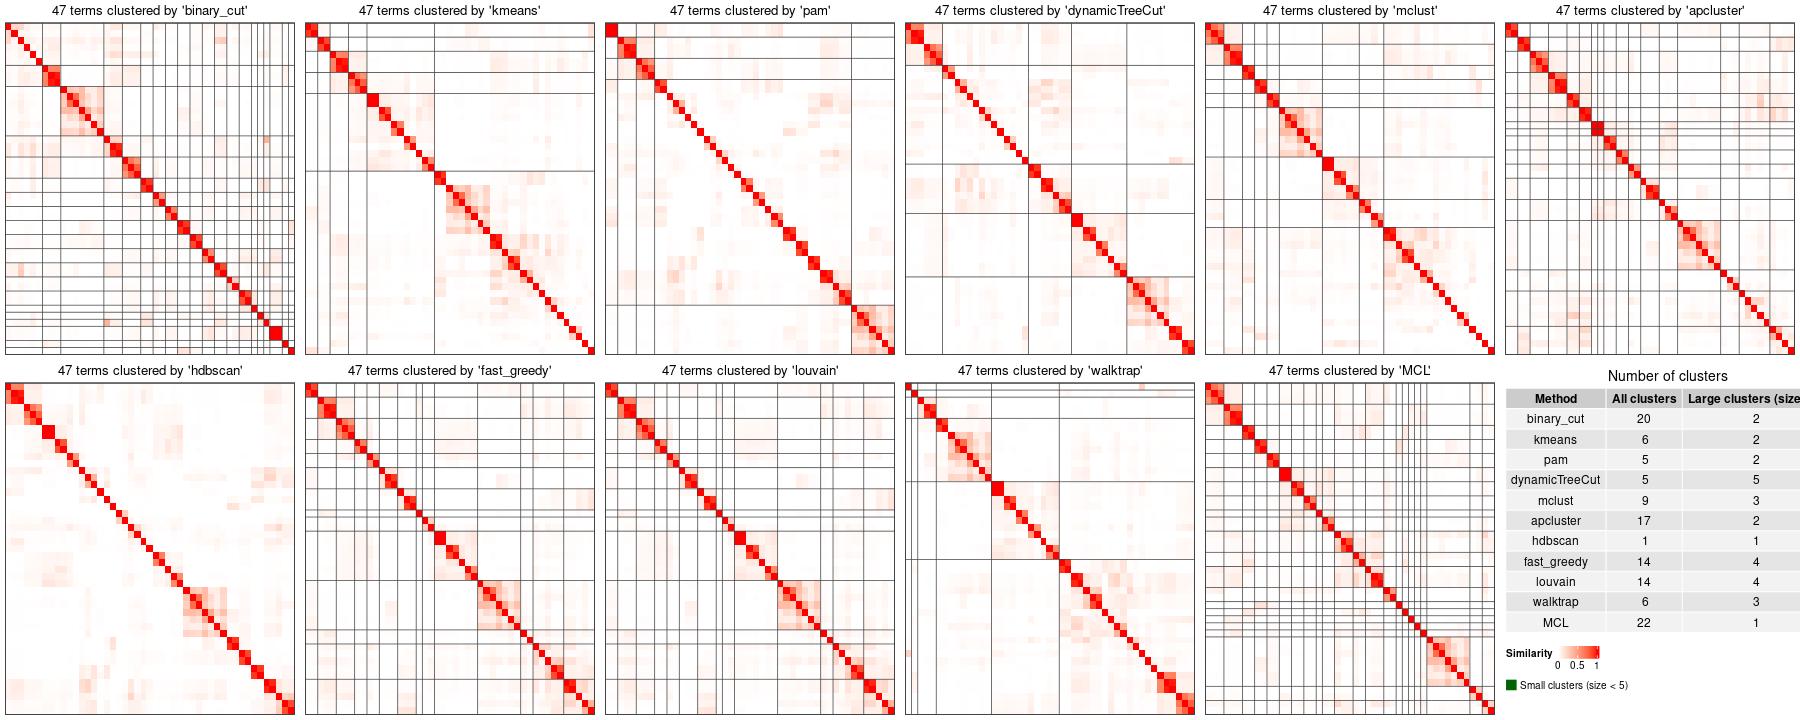 47 terms clustered by 'binary_cut'
47 terms clustered by 'kmeans'
47 terms clustered by 'pam'
47 terms clustered by 'dynamicTreeCut'
47 terms clustered by 'mclust'
47 terms clustered by 'apcluster'
47 terms clustered by 'hdbscan'
47 terms clustered by 'fast_greedy'
47 terms clustered by 'louvain'
47 terms clustered by 'walktrap'
47 terms clustered by 'MCL'
Number of clusters
Method All clusters Large clusters (size
binary_cut 20 2
kmeans 6 2
pam 5 2
dynamicTreeCut 5 5
mclust 9 3
apcluster 17 2
hdbscan 1 1
fast_greedy 14 4
louvain 14 4
walktrap 6 3
MCL 22 1
Similarity
0 0.5 1
Small clusters (size < 5)